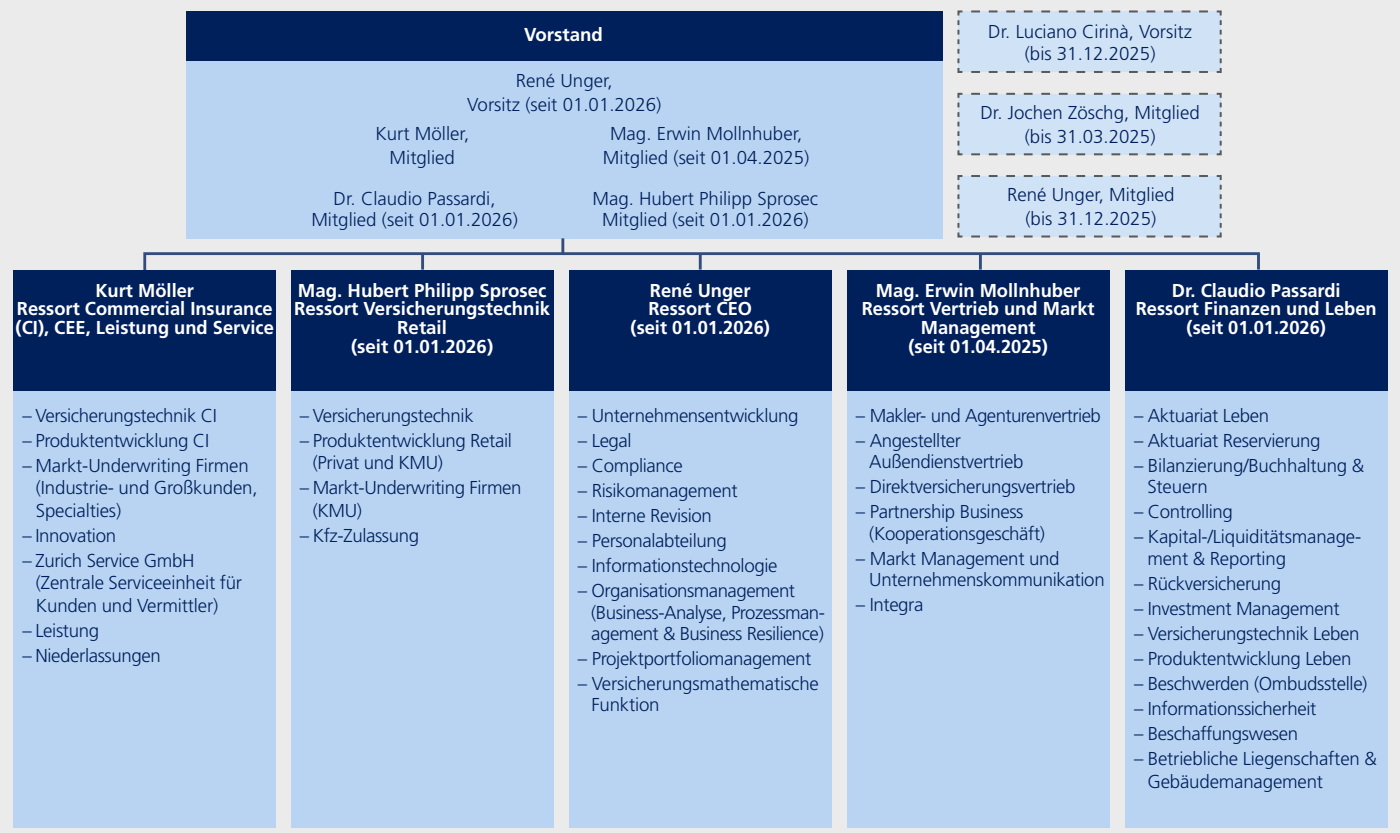 Vorstand
René Unger,
Vorsitz (seit 01.01.2026)
Kurt Möller,
Mitglied
Mag. Erwin Mollnhuber,
Mitglied (seit 01.04.2025)
Dr. Claudio Passardi,
Mitglied (seit 01.01.2026)
Mag. Hubert Philipp Sprosec
Mitglied (seit 01.01.2026)
Dr. Luciano Cirinà, Vorsitz
(bis 31.12.2025)
Dr. Jochen Zöschg, Mitglied
(bis 31.03.2025)
René Unger, Mitglied
(bis 31.12.2025)
Kurt Möller
Ressort Commercial Insurance
(CI), CEE, Leistung und Service
– Versicherungstechnik CI
– Produktentwicklung CI
– Markt-Underwriting Firmen
(Industrie- und Großkunden,
Specialties)
– Innovation
– Zurich Service GmbH
(Zentrale Serviceeinheit für
Kunden und Vermittler)
– Leistung
– Niederlassungen
Mag. Hubert Philipp Sprosec
Ressort Versicherungstechnik
Retail
(seit 01.01.2026)
– Versicherungstechnik
– Produktentwicklung Retail
(Privat und KMU)
– Markt-Underwriting Firmen
(KMU)
– Kfz-Zulassung
René Unger
Ressort CEO
(seit 01.01.2026)
– Unternehmensentwicklung
– Legal
– Compliance
– Risikomanagement
– Interne Revision
– Personalabteilung
– Informationstechnologie
– Organisationsmanagement
(Business-Analyse, Prozessman-
agement & Business Resilience)
– Projektportfoliomanagement
– Versicherungsmathematische
Funktion
Mag. Erwin Mollnhuber
Ressort Vertrieb und Markt
Management
(seit 01.04.2025)
– Makler- und Agenturenvertrieb
– Angestellter
Außendienstvertrieb
– Direktversicherungsvertrieb
– Partnership Business
(Kooperationsgeschäft)
– Markt Management und
Unternehmenskommunikation
– Integra
Dr. Claudio Passardi
Ressort Finanzen und Leben
(seit 01.01.2026)
– Aktuariat Leben
– Aktuariat Reservierung
– Bilanzierung/Buchhaltung &
Steuern
– Controlling
– Kapital-/Liquiditätsmanage-
ment & Reporting
– Rückversicherung
– Investment Management
– Versicherungstechnik Leben
– Produktentwicklung Leben
– Beschwerden (Ombudsstelle)
– Informationssicherheit
– Beschaffungswesen
– Betriebliche Liegenschaften &
Gebäudemanagement